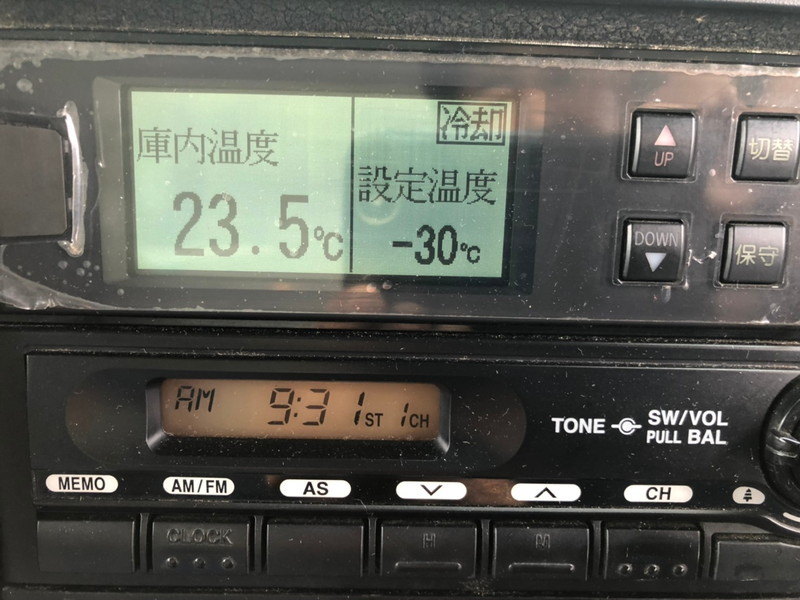 冷却
庫内温度
設定温度
23.5℃
-30℃
UP
切替
DOWN
保守
AM 9:31 ST 1CH
TONE SW/VOL
PULL BAL
MEMO
AM/FM
AS
CH
CLOCK
H
M